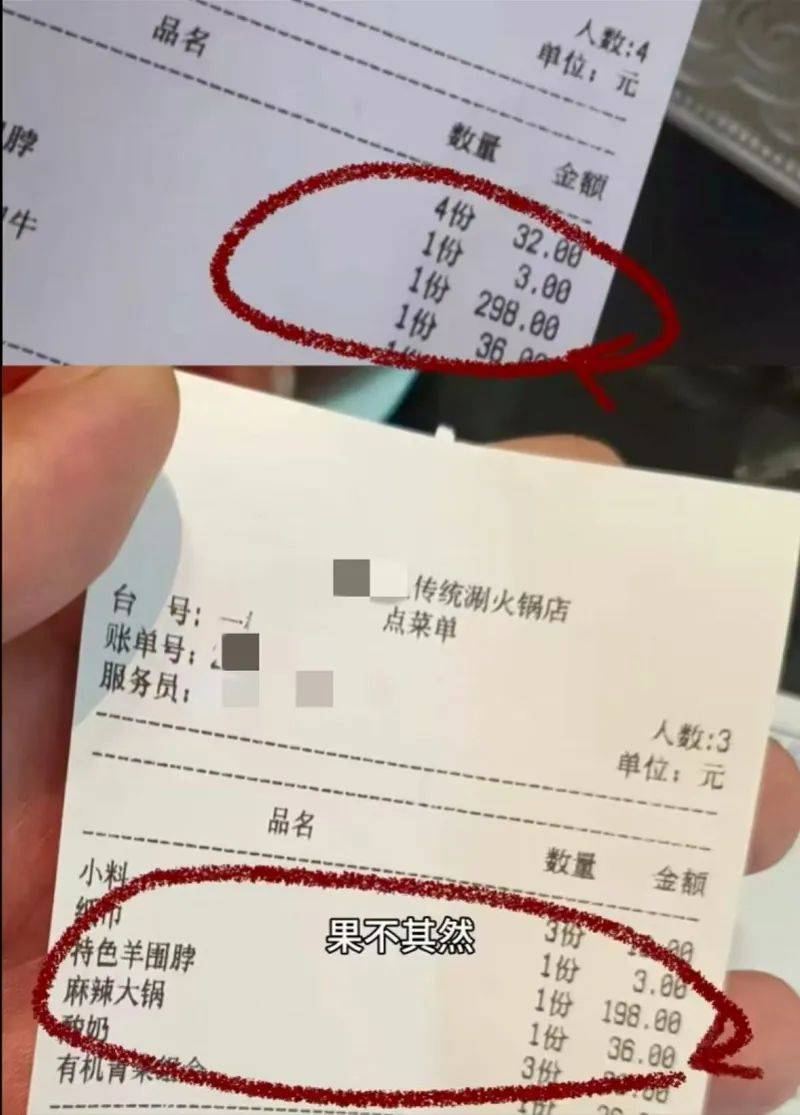 人数:4
单位: 元
品名
数量 金额
脖
4份 32.00
牛
1份 3.00
1份 298.00
1份 36.00
传统涮火锅店
点菜单
台 号:
账单号:
服务员:
人数:3
单位: 元
品名
数量 金额
小料 3份
果不其然
纸巾 1份 3.00
特色羊围脖 1份 198.00
麻辣大锅 1份 36.00
酸奶 3份
有机青菜组合